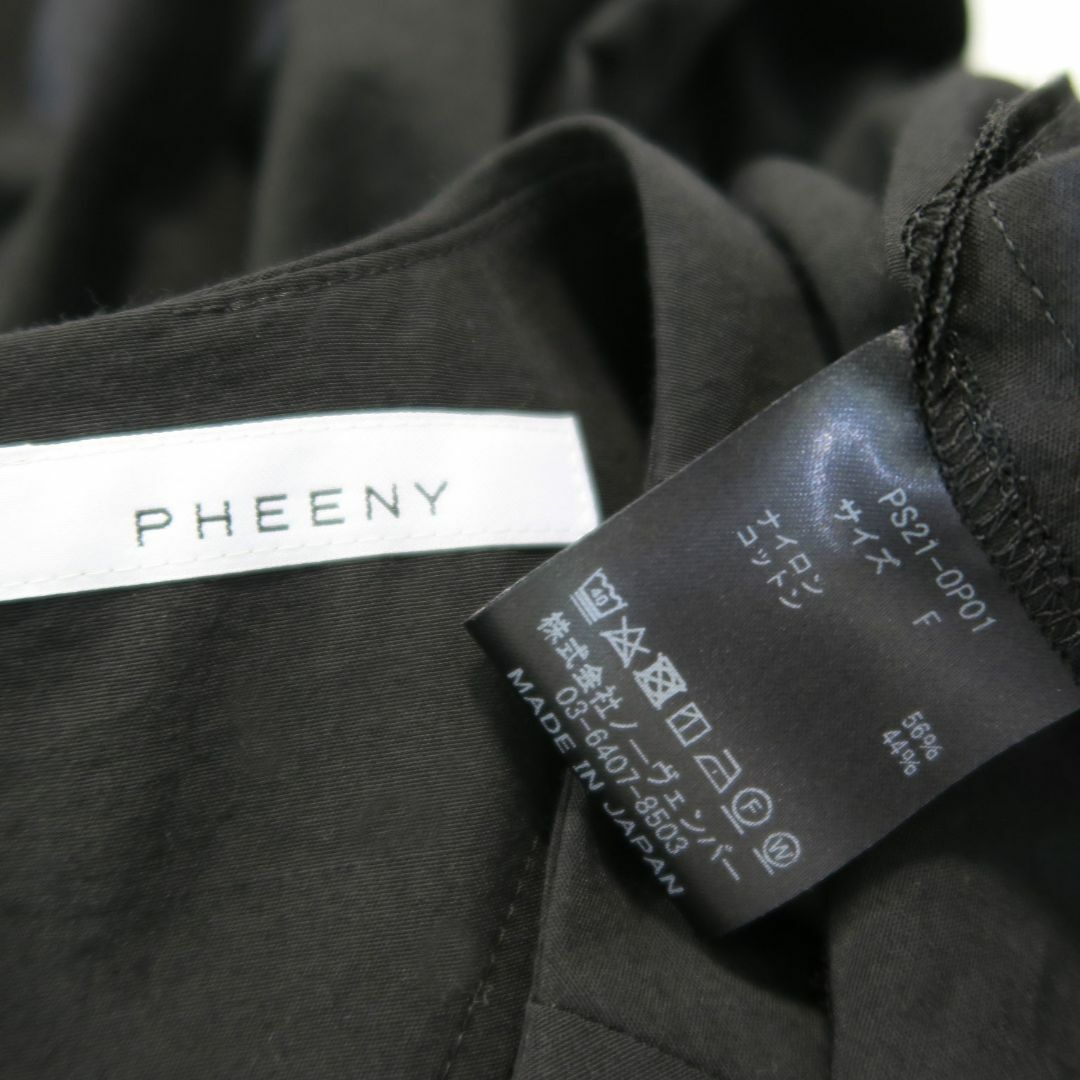 PHEENY
PS21-OP01
サイズ F
ナイロン 56%
コットン 44%
40
F W
株式会社ノーヴェンバー
03-6407-8503
MADE IN JAPAN